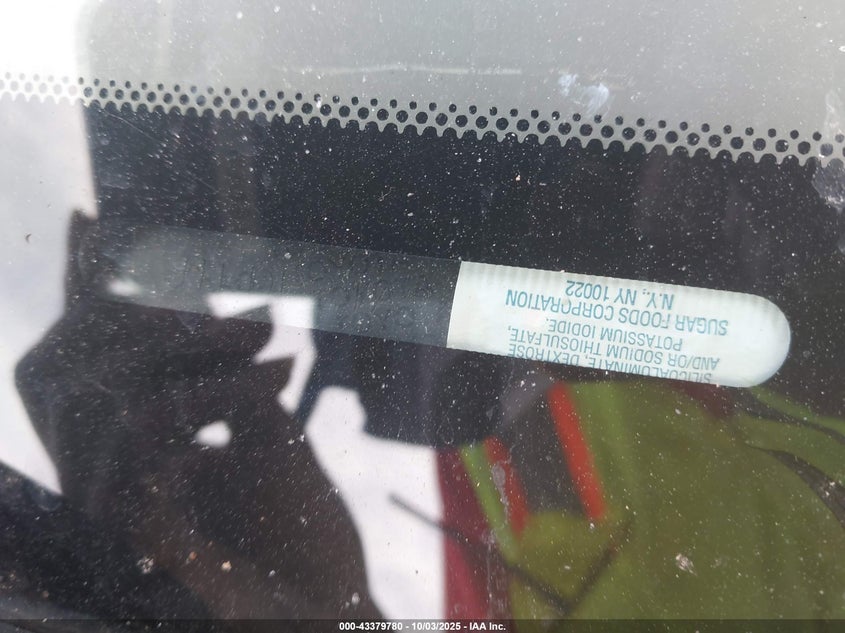 SILICOALUMINATE, DEXTROSE
AND/OR SODIUM THIOSULFATE,
POTASSIUM IODIDE.
SUGAR FOODS CORPORATION
N.Y., NY 10022
000-43379780 - 10/03/2025 - IAA Inc.